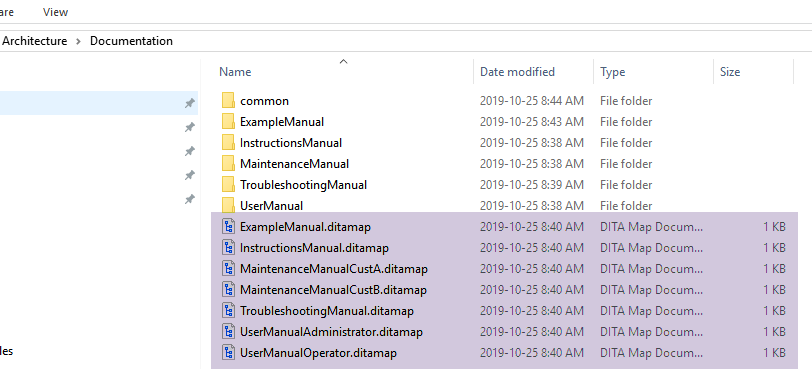 are View
Architecture > Documentation
Name Date modified Type Size
common 2019-10-25 8:44 AM File folder
ExampleManual 2019-10-25 8:43 AM File folder
InstructionsManual 2019-10-25 8:38 AM File folder
MaintenanceManual 2019-10-25 8:38 AM File folder
TroubleshootingManual 2019-10-25 8:39 AM File folder
UserManual 2019-10-25 8:38 AM File folder
ExampleManual.ditamap 2019-10-25 8:40 AM DITA Map Docum... 1 KB
InstructionsManual.ditamap 2019-10-25 8:40 AM DITA Map Docum... 1 KB
MaintenanceManualCustA.ditamap 2019-10-25 8:40 AM DITA Map Docum... 1 KB
MaintenanceManualCustB.ditamap 2019-10-25 8:40 AM DITA Map Docum... 1 KB
TroubleshootingManual.ditamap 2019-10-25 8:40 AM DITA Map Docum... 1 KB
UserManualAdministrator.ditamap 2019-10-25 8:40 AM DITA Map Docum... 1 KB
les UserManualOperator.ditamap 2019-10-25 8:40 AM DITA Map Docum... 1 KB